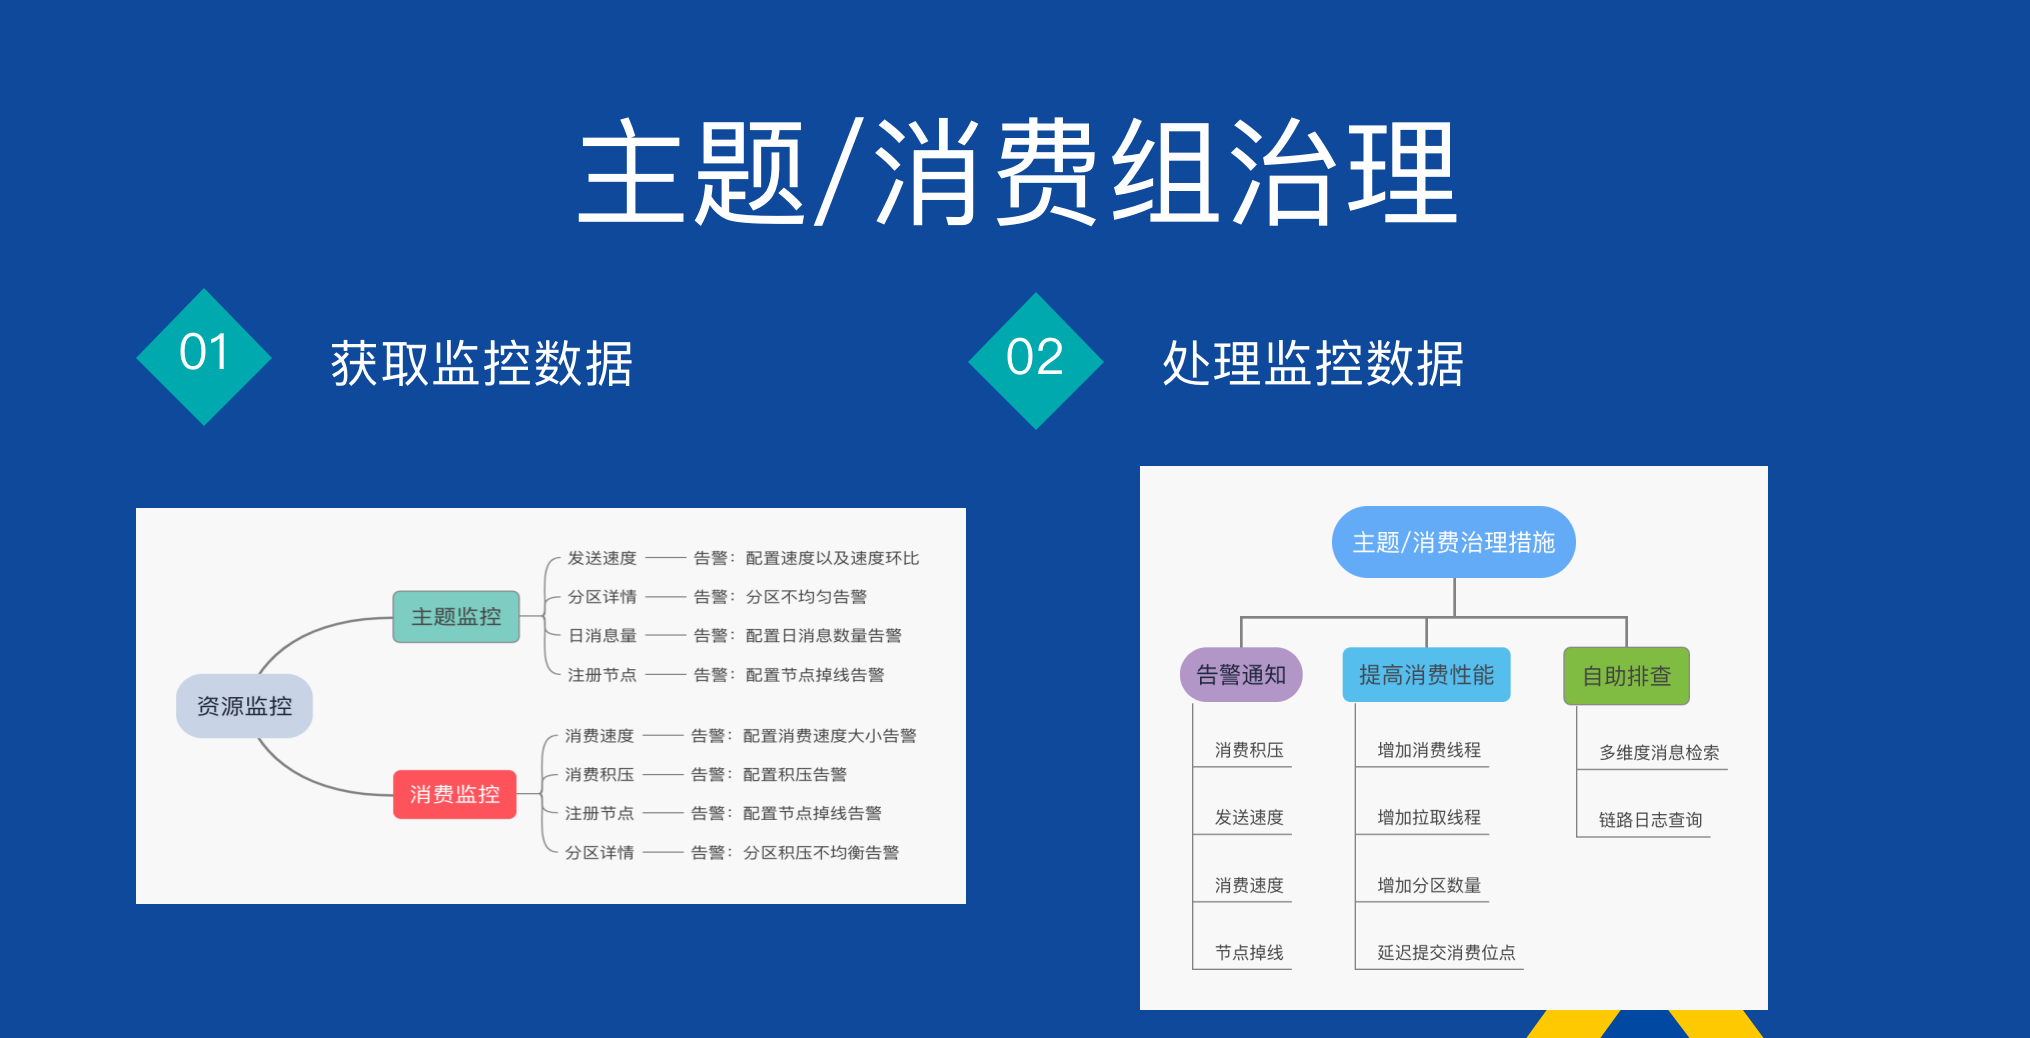 主题/消费组治理
01
获取监控数据
资源监控
主题监控
发送速度
告警：配置速度以及速度环比
分区详情
告警：分区不均匀告警
日消息量
告警：配置日消息数量告警
注册节点
告警：配置节点掉线告警
消费监控
消费速度
告警：配置消费速度大小告警
消费积压
告警：配置积压告警
注册节点
告警：配置节点掉线告警
分区详情
告警：分区积压不均衡告警
02
处理监控数据
主题/消费治理措施
告警通知
消费积压
发送速度
消费速度
节点掉线
提高消费性能
增加消费线程
增加拉取线程
增加分区数量
延迟提交消费位点
自助排查
多维度消息检索
链路日志查询